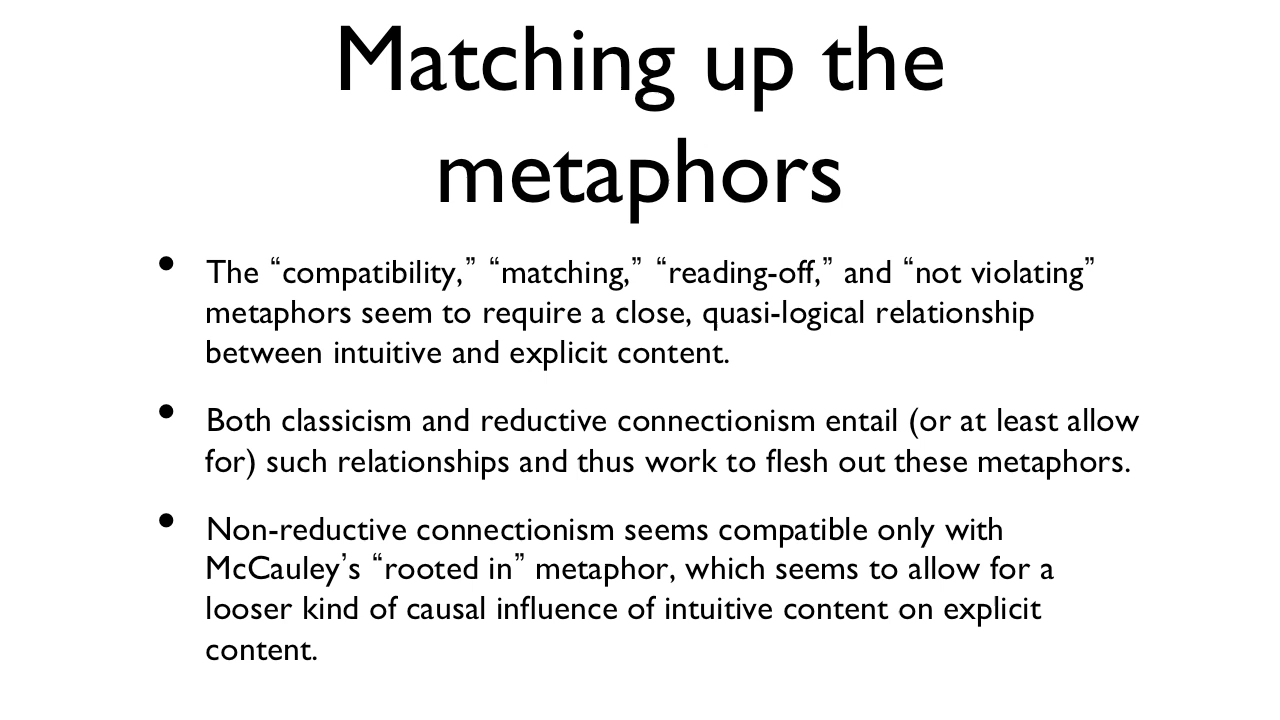 Matching up the
metaphors
• The “compatibility,” “matching,” “reading-off,” and “not violating”
metaphors seem to require a close, quasi-logical relationship
between intuitive and explicit content.
• Both classicism and reductive connectionism entail (or at least allow
for) such relationships and thus work to flesh out these metaphors.
• Non-reductive connectionism seems compatible only with
McCauley’s “rooted in” metaphor, which seems to allow for a
looser kind of causal influence of intuitive content on explicit
content.